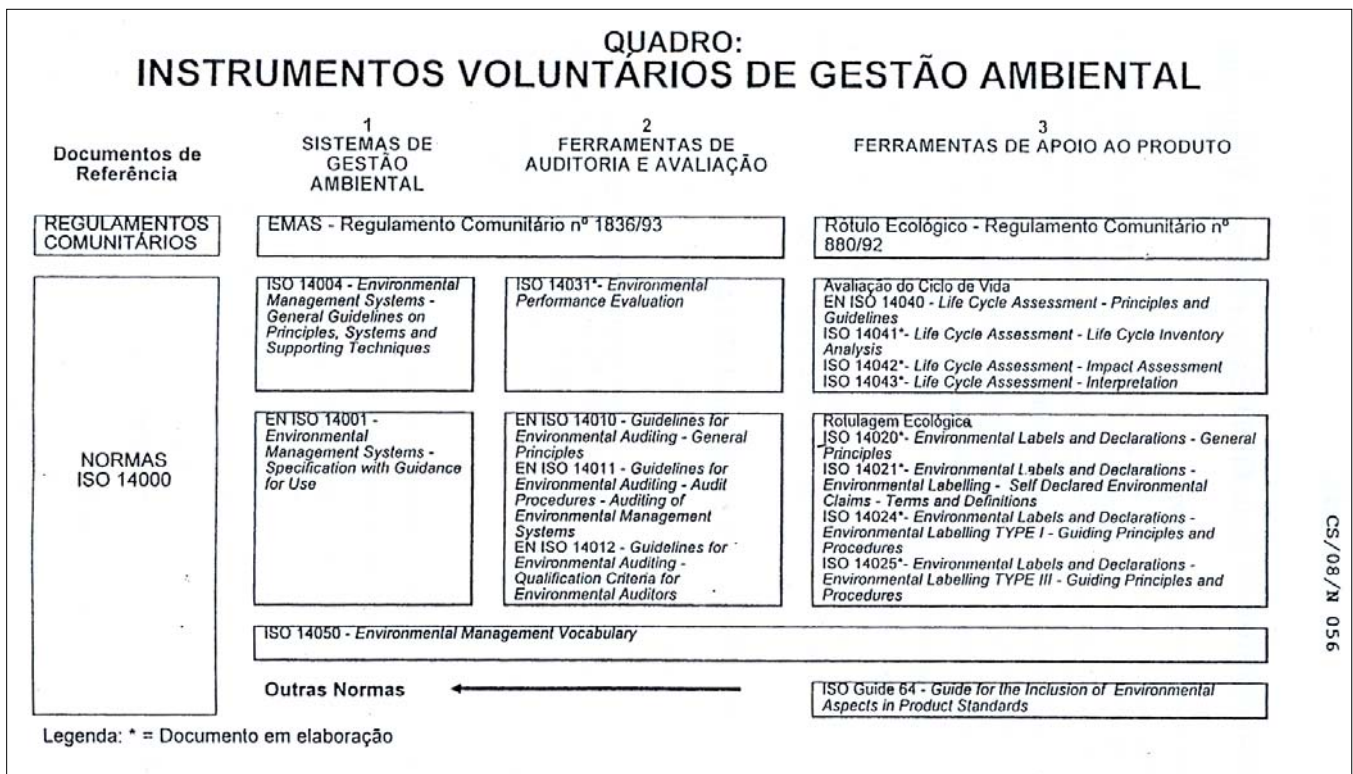 QUADRO:
INSTRUMENTOS VOLUNTÁRIOS DE GESTÃO AMBIENTAL
Documentos de
Referência
1
SISTEMAS DE
GESTÃO
AMBIENTAL
2
FERRAMENTAS DE
AUDITORIA E AVALIAÇÃO
3
FERRAMENTAS DE APOIO AO PRODUTO
REGULAMENTOS
COMUNITÁRIOS
EMAS - Regulamento Comunitário nº 1836/93
Rótulo Ecológico - Regulamento Comunitário nº
880/92
NORMAS
ISO 14000
ISO 14004 - Environmental
Management Systems -
General Guidelines on
Principles, Systems and
Supporting Techniques
ISO 14031*- Environmental
Performance Evaluation
Avaliação do Ciclo de Vida
EN ISO 14040 - Life Cycle Assessment - Principles and
Guidelines
ISO 14041*- Life Cycle Assessment - Life Cycle Inventory
Analysis
ISO 14042*- Life Cycle Assessment - Impact Assessment
ISO 14043*- Life Cycle Assessment - Interpretation
EN ISO 14001 -
Environmental
Management Systems -
Specification with Guidance
for Use
EN ISO 14010 - Guidelines for
Environmental Auditing - General
Principles
EN ISO 14011 - Guidelines for
Environmental Auditing - Audit
Procedures - Auditing of
Environmental Management
Systems
EN ISO 14012 - Guidelines for
Environmental Auditing -
Qualification Criteria for
Environmental Auditors
Rotulagem Ecológica
ISO 14020*- Environmental Labels and Declarations - General
Principles
ISO 14021*- Environmental Labels and Declarations -
Environmental Labelling - Self Declared Environmental
Claims - Terms and Definitions
ISO 14024*- Environmental Labels and Declarations -
Environmental Labelling TYPE I - Guiding Principles and
Procedures
ISO 14025*- Environmental Labels and Declarations -
Environmental Labelling TYPE III - Guiding Principles and
Procedures
ISO 14050 - Environmental Management Vocabulary
Outras Normas
ISO Guide 64 - Guide for the Inclusion of Environmental
Aspects in Product Standards
Legenda: * = Documento em elaboração
CS/08/N 056